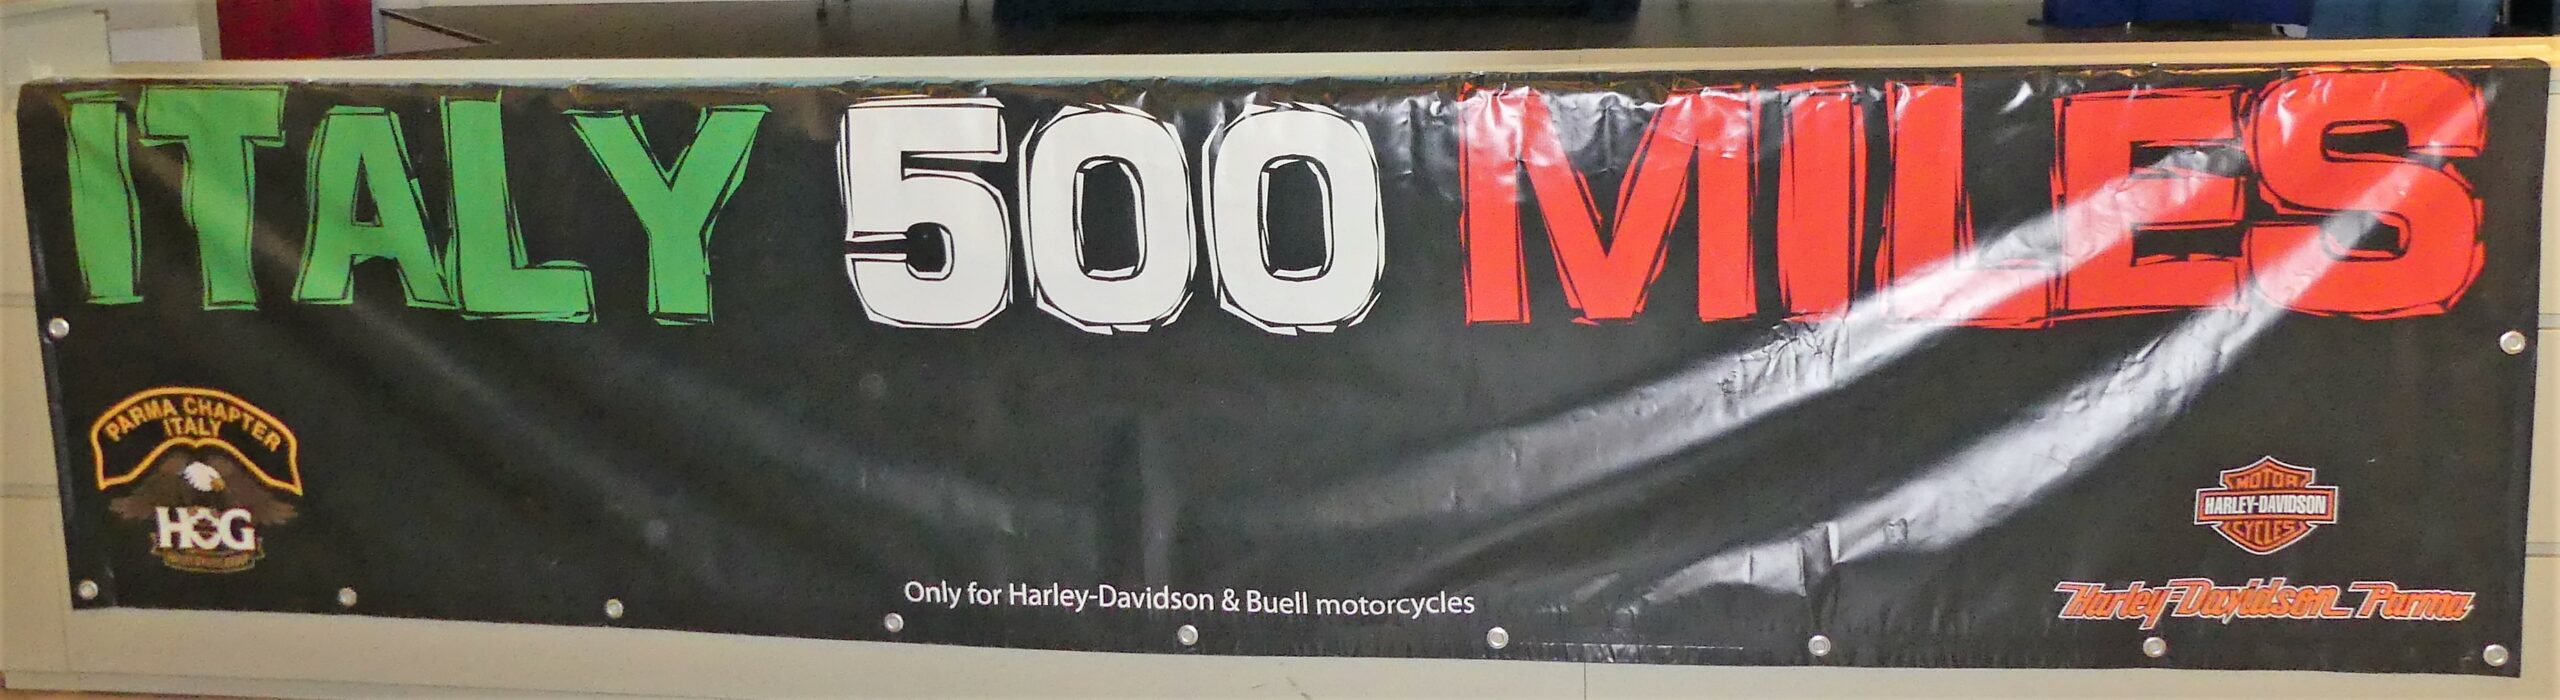 ITALY 500 MILES
PARMA CHAPTER
ITALY
HOG
MOTOR
HARLEY-DAVIDSON
CYCLES
Only for Harley-Davidson & Buell motorcycles
Harley-Davidson Parma